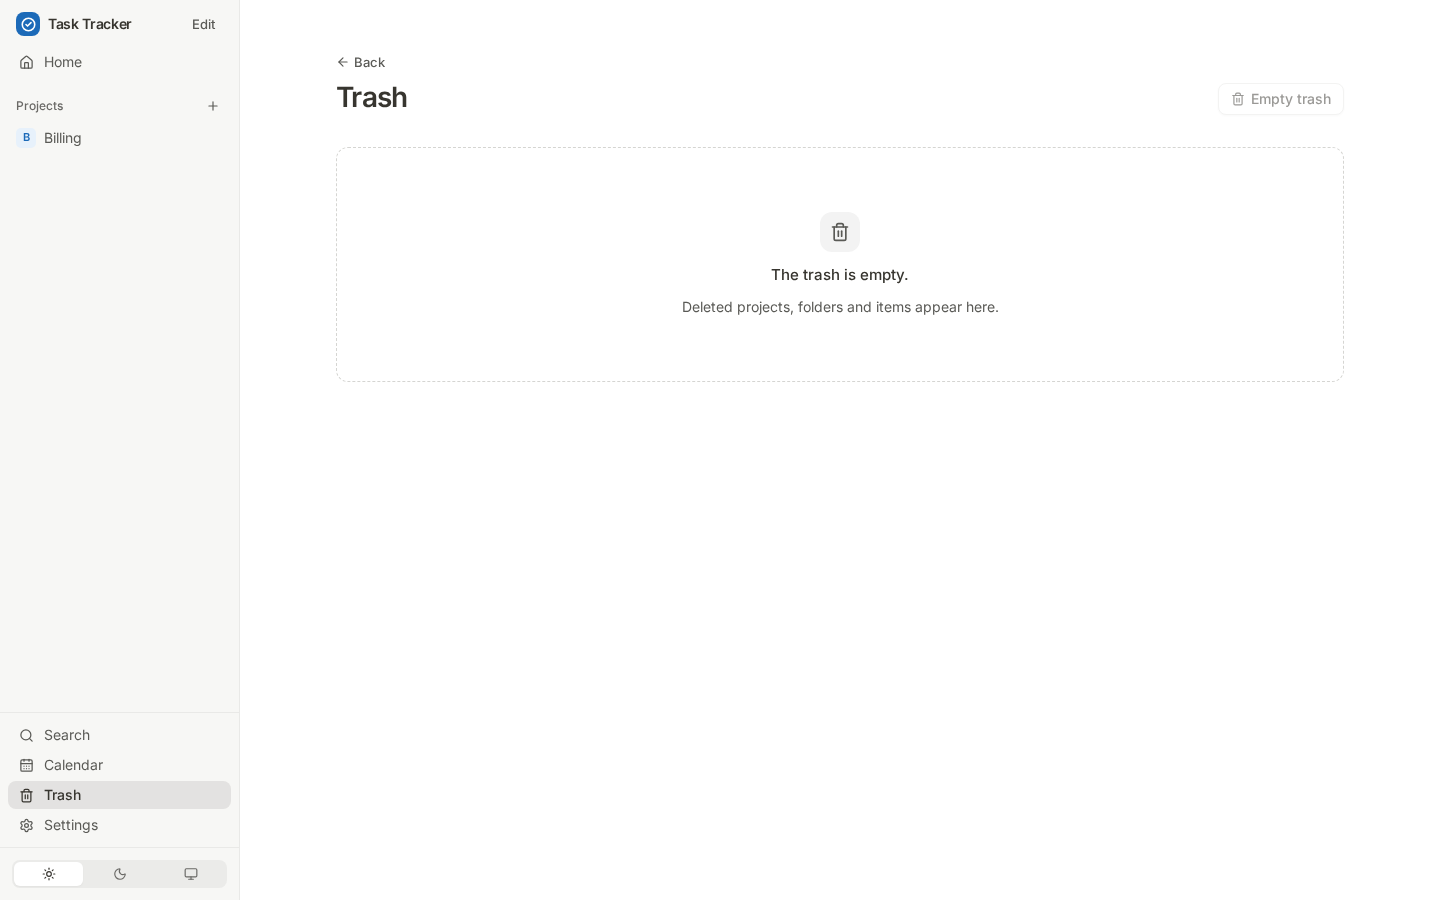 Task Tracker
Edit
Home
Projects
B
Billing
Search
Calendar
Trash
Settings
Back
Trash
Empty trash
The trash is empty.
Deleted projects, folders and items appear here.